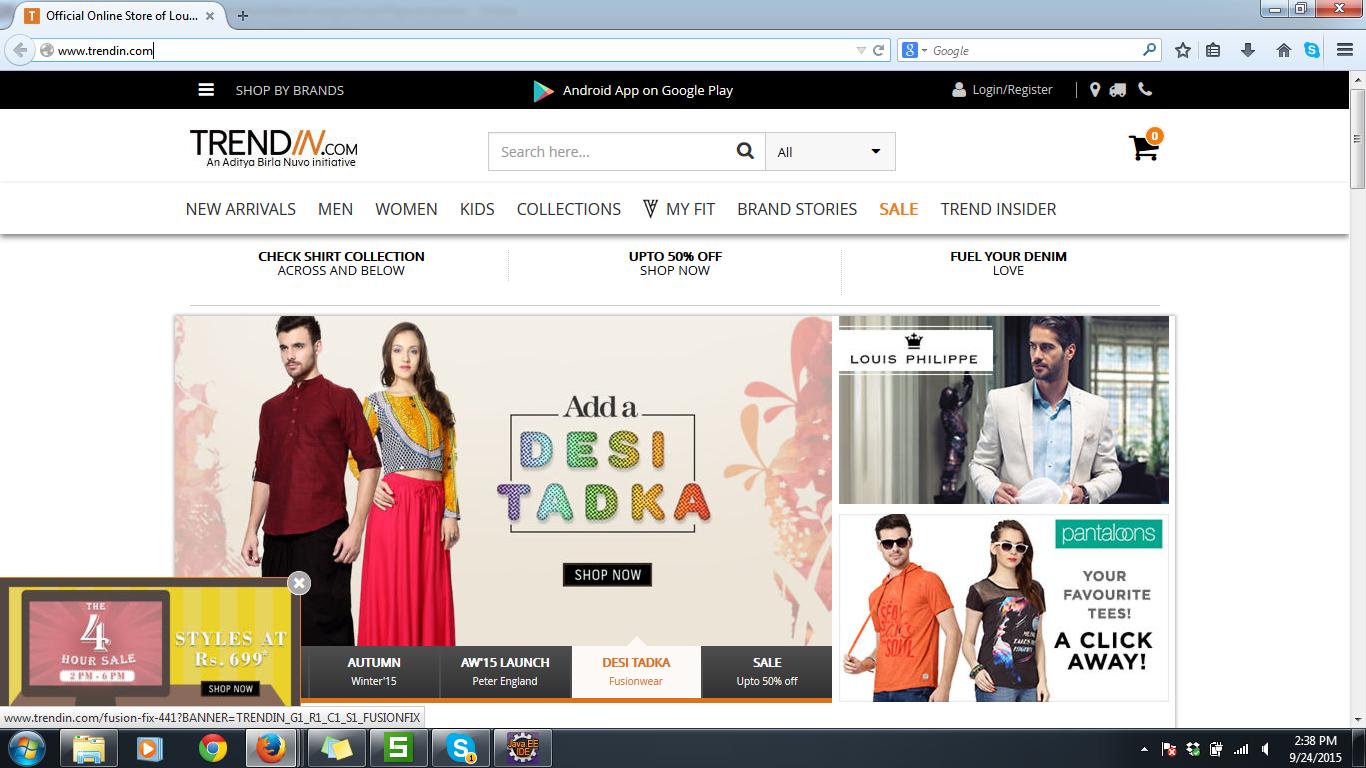 Official Online Store of Lou...
www.trendin.com
Google
SHOP BY BRANDS
Android App on Google Play
Login/Register
TRENDIN.COM
An Aditya Birla Nuvo initiative
Search here...
All
0
NEW ARRIVALS MEN WOMEN KIDS COLLECTIONS MY FIT BRAND STORIES SALE TREND INSIDER
CHECK SHIRT COLLECTION
ACROSS AND BELOW
UPTO 50% OFF
SHOP NOW
FUEL YOUR DENIM
LOVE
Add a
DESI
TADKA
SHOP NOW
LOUIS PHILIPPE
pantaloons
YOUR
FAVOURITE
TEES!
A CLICK
AWAY!
THE
4
HOUR SALE
2 PM - 6 PM
STYLES AT
Rs. 699*
SHOP NOW
AUTUMN
Winter'15
AW'15 LAUNCH
Peter England
DESI TADKA
Fusionwear
SALE
Upto 50% off
www.trendin.com/fusion-fix-441?BANNER=TRENDIN_G1_R1_C1_S1_FUSIONFIX
Java EE
IDE
1
2:38 PM
9/24/2015